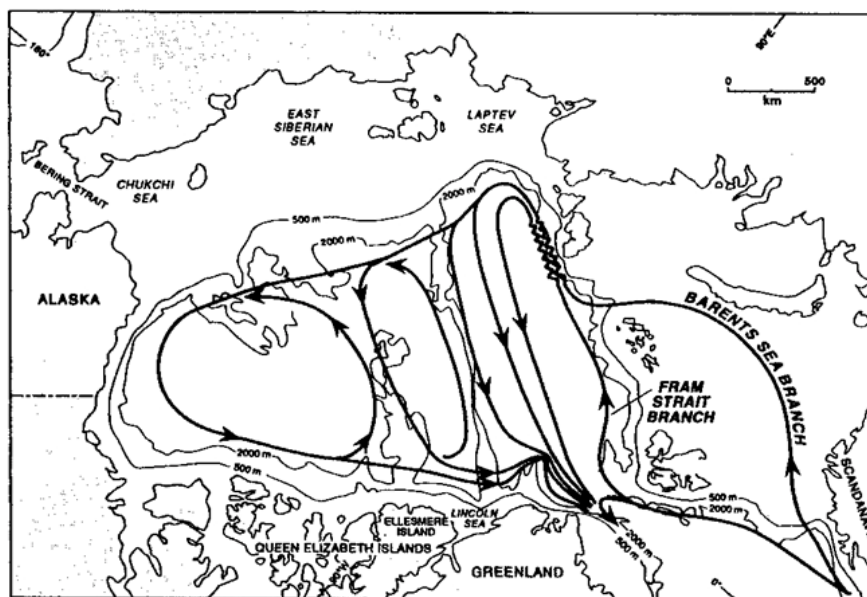 180°
90°E
0
500
km
EAST
SIBERIAN
SEA
LAPTEV
SEA
BERING STRAIT
CHUKCHI
SEA
2000 m
500 m
2000 m
ALASKA
BARENTS SEA BRANCH
FRAM
STRAIT
BRANCH
2000 m
500 m
500 m
2000 m
LINCOLN
SEA
ELLESMERE
ISLAND
QUEEN ELIZABETH ISLANDS
90°W
GREENLAND
2000 m
500 m
0°